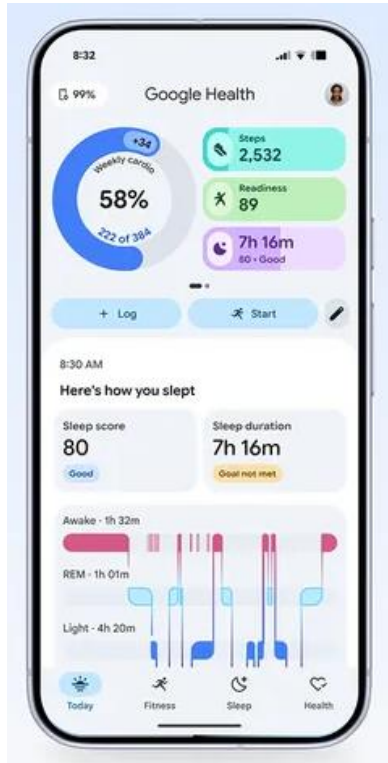 8:32
99%
Google Health
+34
Weekly cardio
58%
222 of 384
Steps
2,532
Readiness
89
7h 16m
80 • Good
+ Log
Start
8:30 AM
Here's how you slept
Sleep score
80
Good
Sleep duration
7h 16m
Goal not met
Awake • 1h 32m
REM • 1h 01m
Light • 4h 20m
Today
Fitness
Sleep
Health